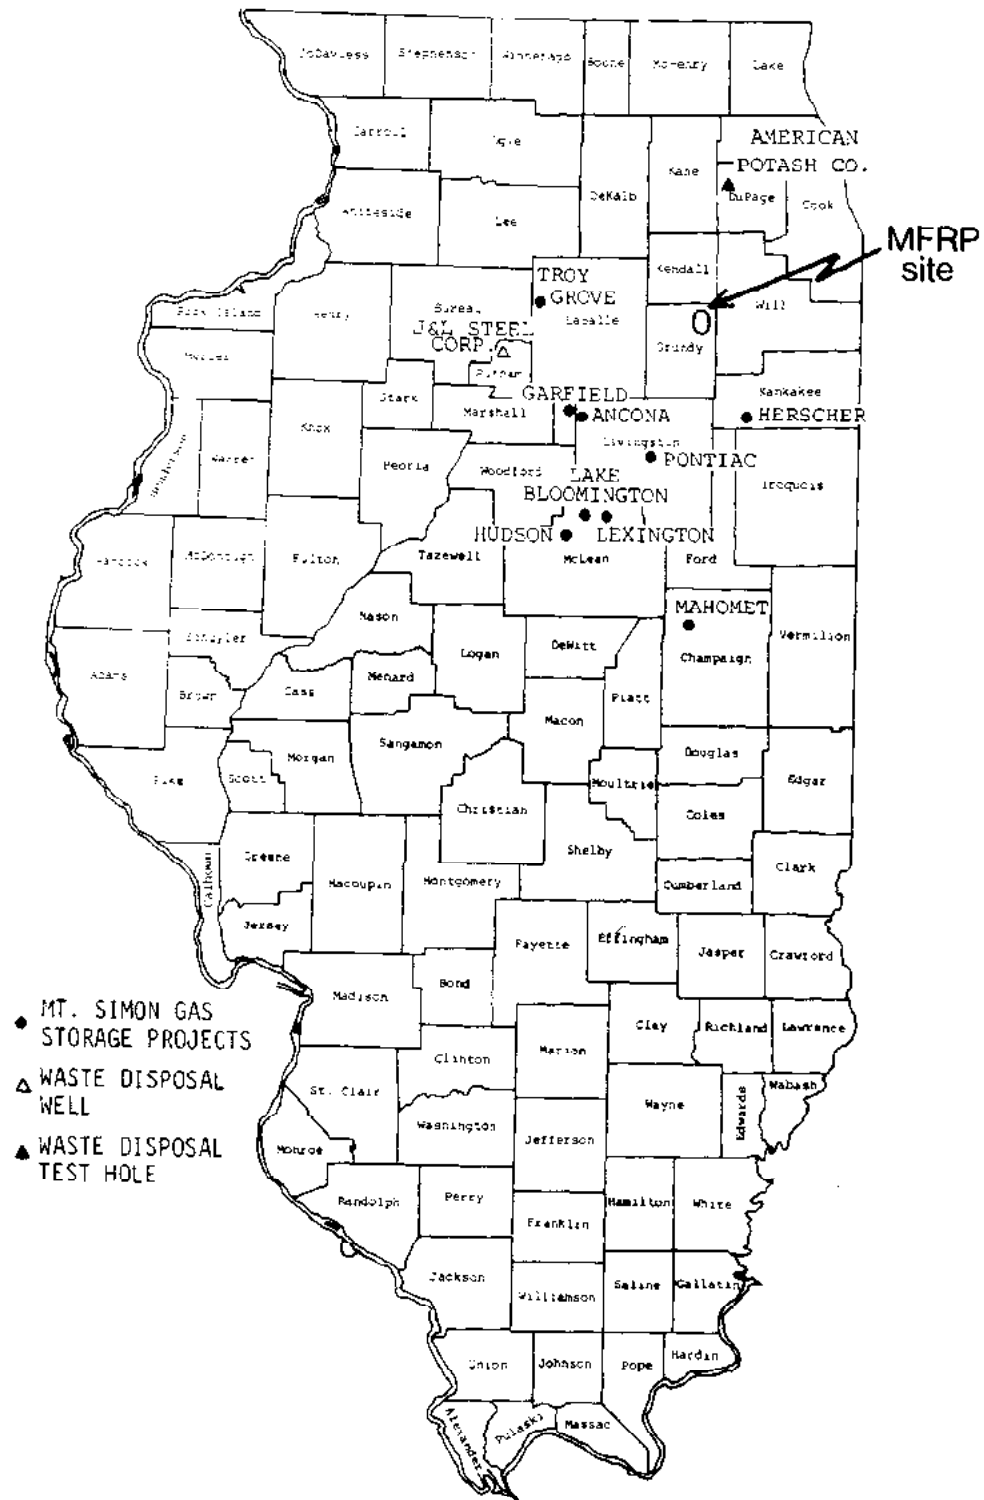 JoDaviess Stephenson Winnebago Boone McHenry Lake
Carroll Ogle
AMERICAN
POTASH CO.
Kane
DeKalb DuPage Cook
Whiteside Lee
MFRP
site
Kendall
TROY
GROVE
Will
Rock Island Henry Bureau LaSalle
J&L STEEL
CORP.
Grundy
Mercer
Putnam
GARFIELD
Kankakee
Stark Marshall ANCONA HERSCHER
Knox Livingston
Henderson Warren Peoria Woodford PONTIAC
LAKE
BLOOMINGTON
Iroquois
HUDSON LEXINGTON
Hancock McDonough Fulton Tazewell McLean Ford
MAHOMET
Mason
Schuyler Vermilion
Logan DeWitt Champaign
Adams Menard
Brown Cass Piatt
Macon
Sangamon
Morgan Douglas
Pike Scott Moultrie Edgar
Christian Coles
Greene Shelby
Calhoun Macoupin Montgomery Clark
Cumberland
Jersey
Fayette Effingham Jasper Crawford
Madison Bond
MT. SIMON GAS
STORAGE PROJECTS
Clay Richland Lawrence
Clinton Marion
WASTE DISPOSAL
WELL
St. Clair Wayne Edwards Wabash
Washington
Jefferson
WASTE DISPOSAL
TEST HOLE
Monroe
Randolph Perry Hamilton White
Franklin
Jackson Saline Gallatin
Williamson
Union Johnson Pope Hardin
Alexander Pulaski Massac